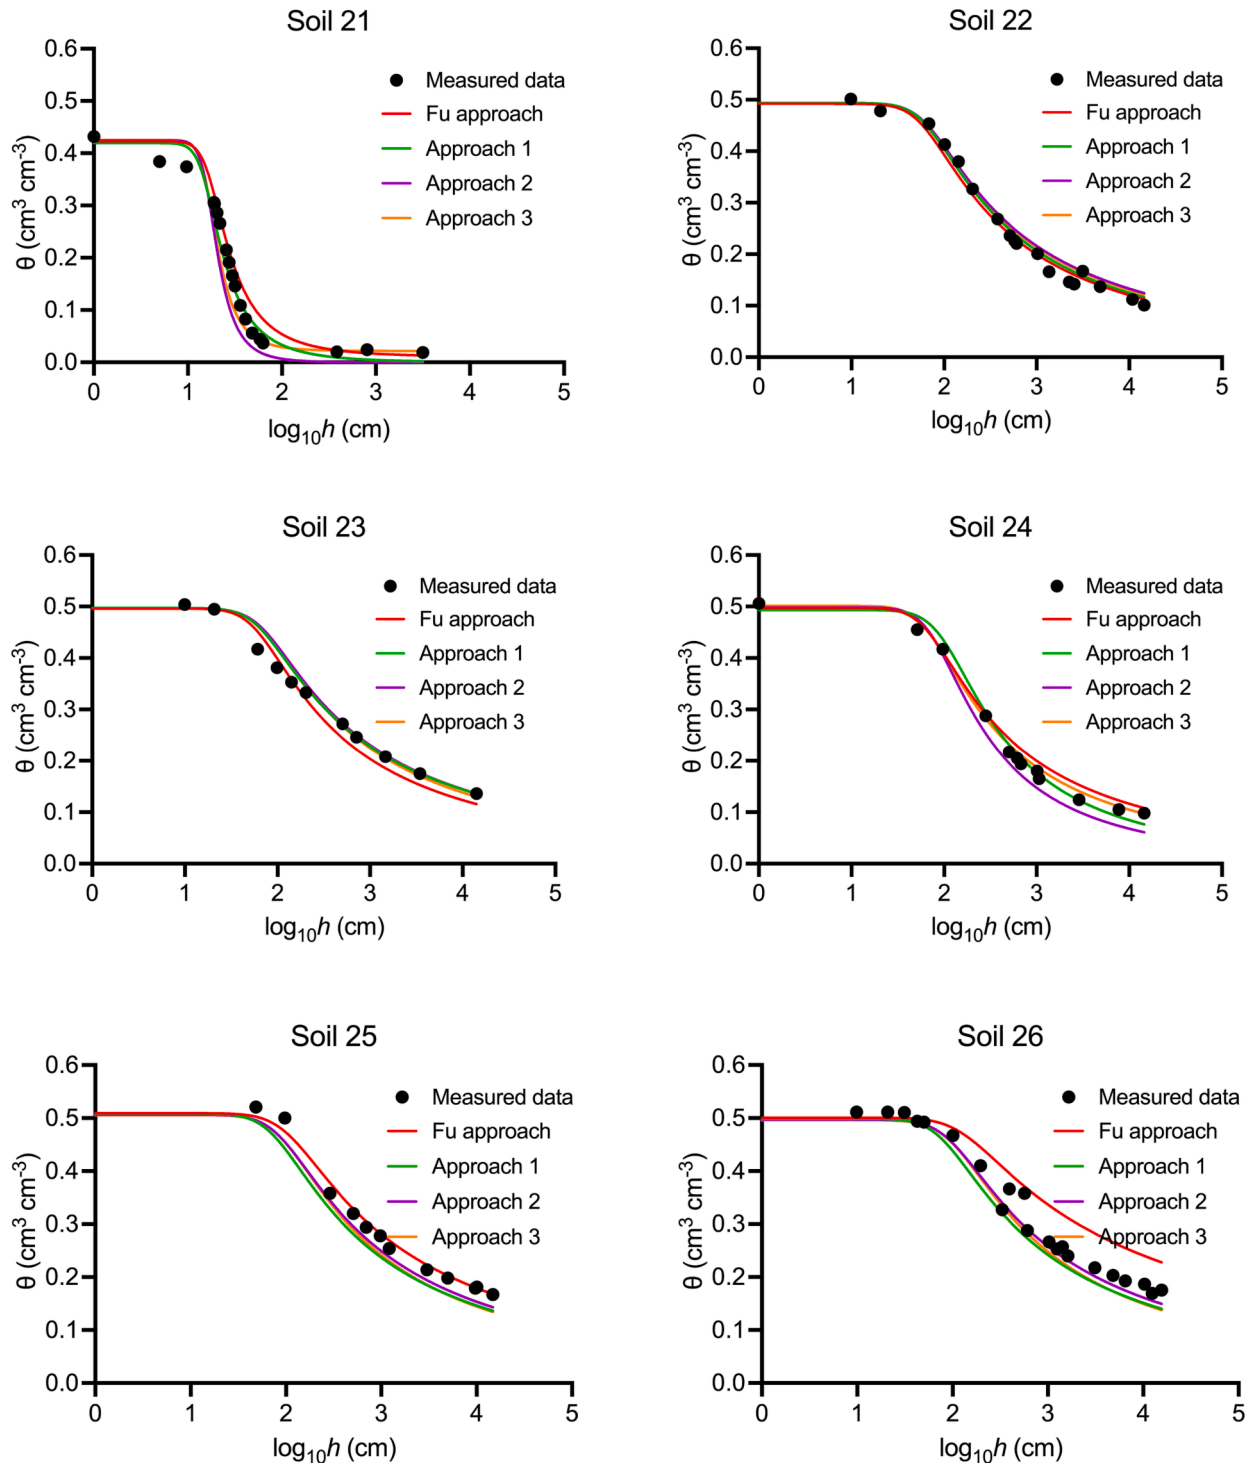 Soil 21
θ (cm³ cm⁻³)
0.6
0.5
0.4
0.3
0.2
0.1
0.0
0 1 2 3 4 5
log₁₀h (cm)
Measured data
Fu approach
Approach 1
Approach 2
Approach 3
Soil 22
θ (cm³ cm⁻³)
0.6
0.5
0.4
0.3
0.2
0.1
0.0
0 1 2 3 4 5
log₁₀h (cm)
Measured data
Fu approach
Approach 1
Approach 2
Approach 3
Soil 23
θ (cm³ cm⁻³)
0.6
0.5
0.4
0.3
0.2
0.1
0.0
0 1 2 3 4 5
log₁₀h (cm)
Measured data
Fu approach
Approach 1
Approach 2
Approach 3
Soil 24
θ (cm³ cm⁻³)
0.6
0.5
0.4
0.3
0.2
0.1
0.0
0 1 2 3 4 5
log₁₀h (cm)
Measured data
Fu approach
Approach 1
Approach 2
Approach 3
Soil 25
θ (cm³ cm⁻³)
0.6
0.5
0.4
0.3
0.2
0.1
0.0
0 1 2 3 4 5
log₁₀h (cm)
Measured data
Fu approach
Approach 1
Approach 2
Approach 3
Soil 26
θ (cm³ cm⁻³)
0.6
0.5
0.4
0.3
0.2
0.1
0.0
0 1 2 3 4 5
log₁₀h (cm)
Measured data
Fu approach
Approach 1
Approach 2
Approach 3